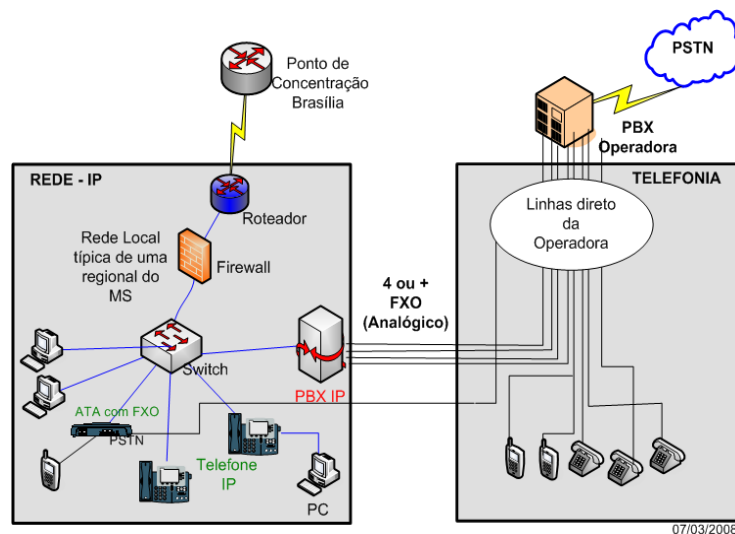 Ponto de
Concentração
Brasília
PSTN
PBX
Operadora
REDE - IP
TELEFONIA
Roteador
Linhas direto
da
Operadora
Rede Local
típica de uma
regional do
MS
Firewall
4 ou +
FXO
(Analógico)
Switch
PBX IP
ATA com FXO
PSTN
Telefone
IP
PC
07/03/2008